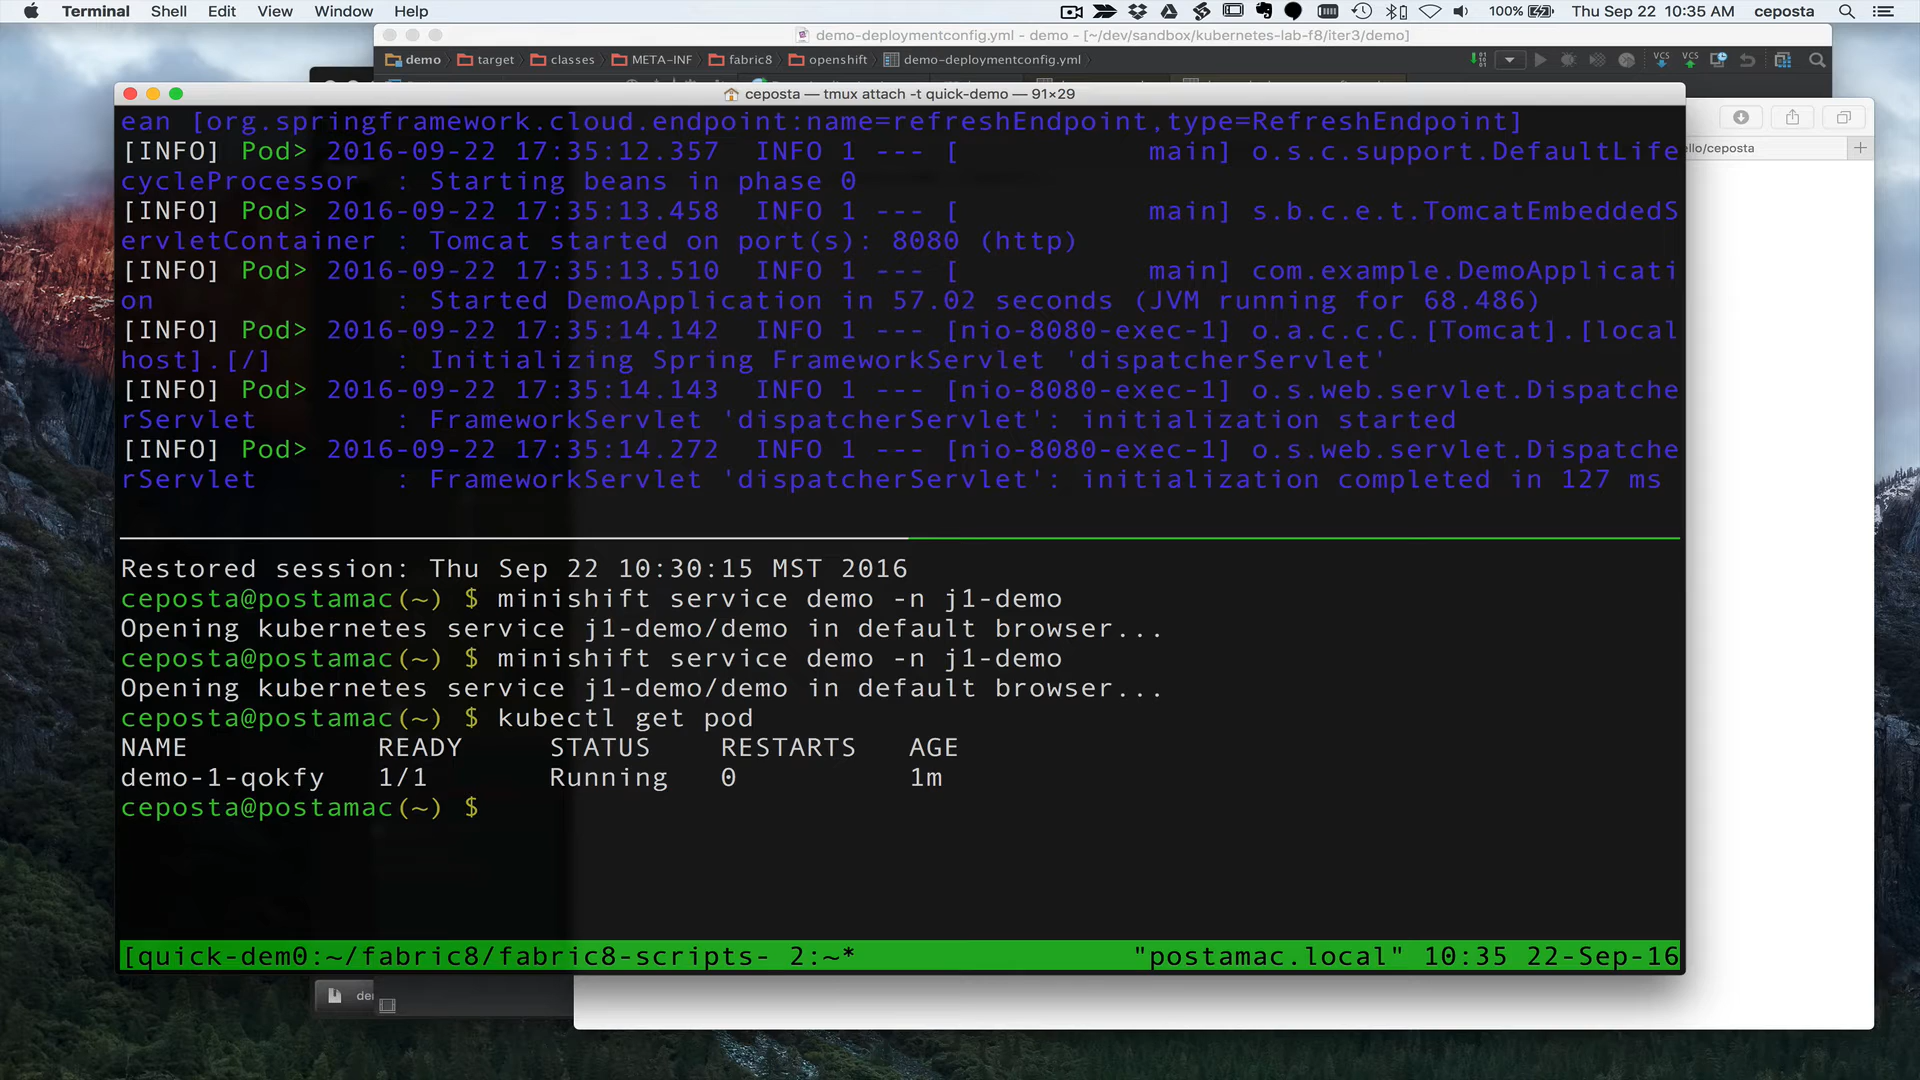 Terminal Shell Edit View Window Help 100% Thu Sep 22 10:35 AM ceposta
demo-deploymentconfig.yml - demo - [~/dev/sandbox/kubernetes-lab-f8/iter3/demo]
demo target classes META-INF fabric8 openshift demo-deploymentconfig.yml
ceposta — tmux attach -t quick-demo — 91×29
ello/ceposta
ean [org.springframework.cloud.endpoint:name=refreshEndpoint,type=RefreshEndpoint]
[INFO] Pod> 2016-09-22 17:35:12.357  INFO 1 --- [           main] o.s.c.support.DefaultLife
cycleProcessor  : Starting beans in phase 0
[INFO] Pod> 2016-09-22 17:35:13.458  INFO 1 --- [           main] s.b.c.e.t.TomcatEmbeddedS
ervletContainer : Tomcat started on port(s): 8080 (http)
[INFO] Pod> 2016-09-22 17:35:13.510  INFO 1 --- [           main] com.example.DemoApplicati
on              : Started DemoApplication in 57.02 seconds (JVM running for 68.486)
[INFO] Pod> 2016-09-22 17:35:14.142  INFO 1 --- [nio-8080-exec-1] o.a.c.c.C.[Tomcat].[local
host].[/]       : Initializing Spring FrameworkServlet 'dispatcherServlet'
[INFO] Pod> 2016-09-22 17:35:14.143  INFO 1 --- [nio-8080-exec-1] o.s.web.servlet.Dispatche
rServlet        : FrameworkServlet 'dispatcherServlet': initialization started
[INFO] Pod> 2016-09-22 17:35:14.272  INFO 1 --- [nio-8080-exec-1] o.s.web.servlet.Dispatche
rServlet        : FrameworkServlet 'dispatcherServlet': initialization completed in 127 ms
Restored session: Thu Sep 22 10:30:15 MST 2016
ceposta@postamac(~) $ minishift service demo -n j1-demo
Opening kubernetes service j1-demo/demo in default browser...
ceposta@postamac(~) $ minishift service demo -n j1-demo
Opening kubernetes service j1-demo/demo in default browser...
ceposta@postamac(~) $ kubectl get pod
NAME           READY     STATUS    RESTARTS   AGE
demo-1-qokfy   1/1       Running   0          1m
ceposta@postamac(~) $
[quick-dem0:~/fabric8/fabric8-scripts- 2:~* "postamac.local" 10:35 22-Sep-16
der